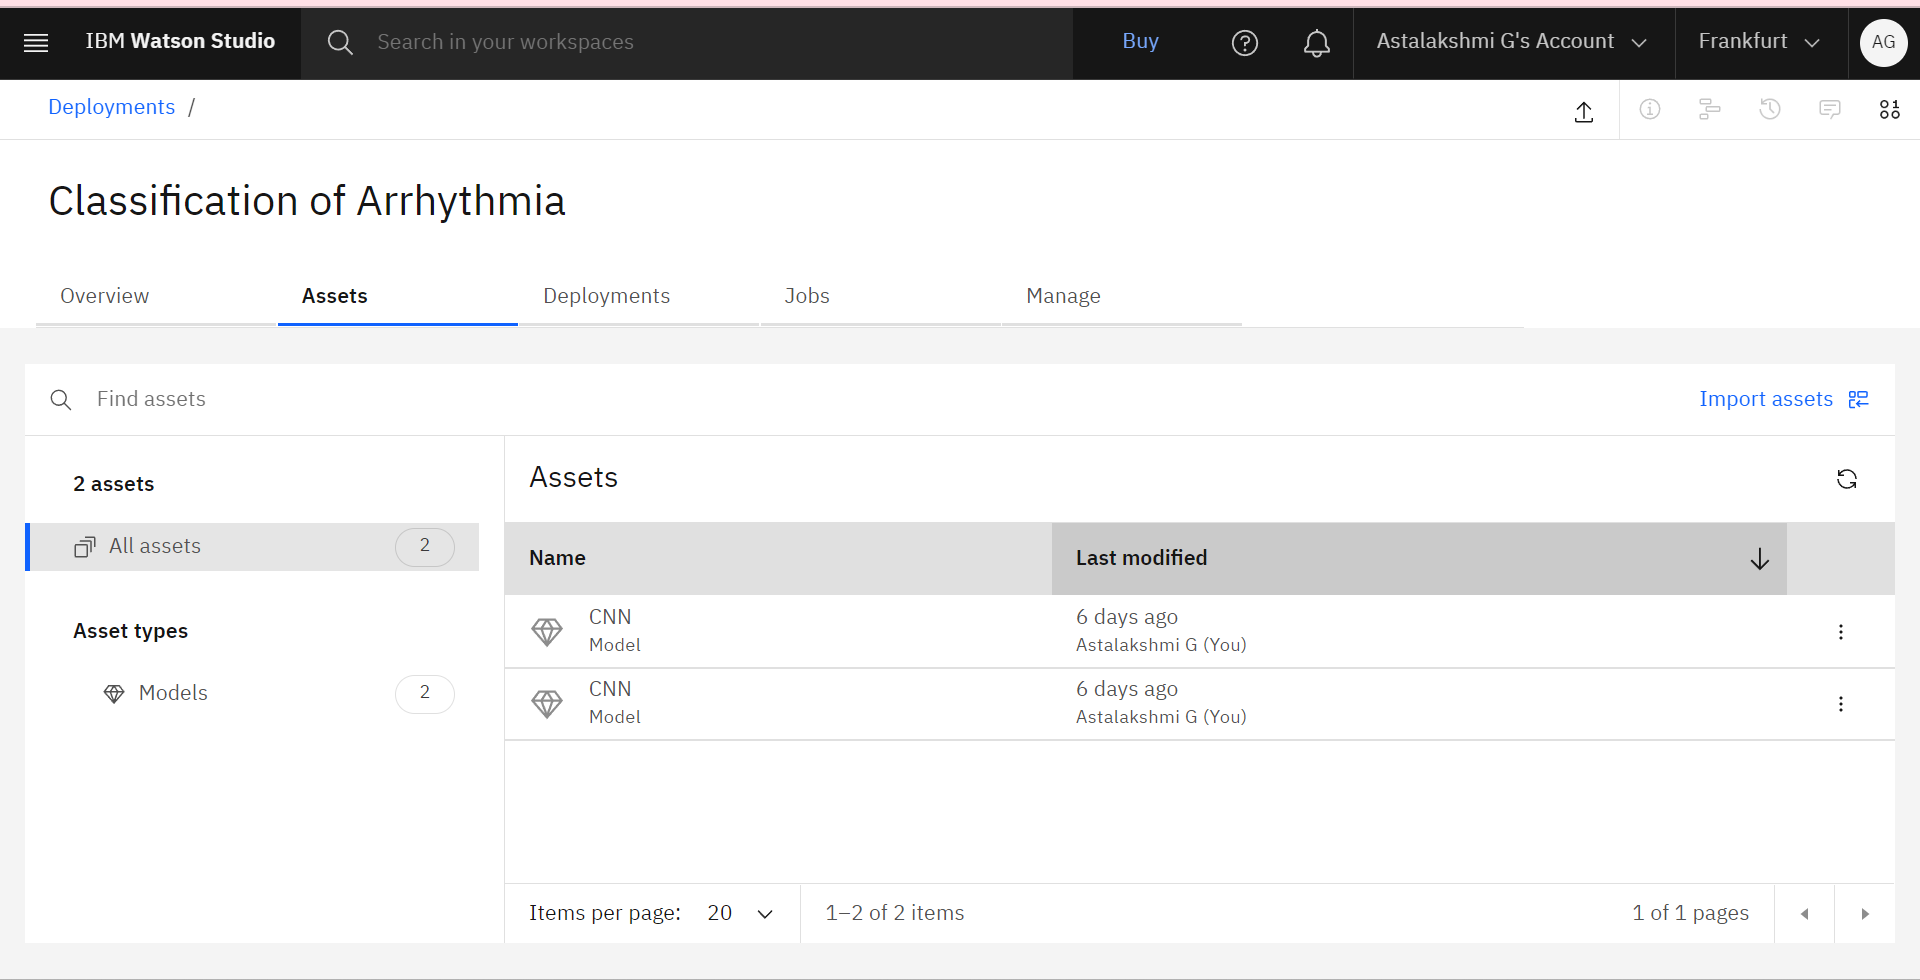 IBM Watson Studio
Search in your workspaces
Buy
Astalakshmi G's Account
Frankfurt
AG
Deployments /
Classification of Arrhythmia
Overview
Assets
Deployments
Jobs
Manage
Find assets
Import assets
2 assets
All assets 2
Asset types
Models 2
Assets
Name Last modified
CNN 6 days ago
Model Astalakshmi G (You)
CNN 6 days ago
Model Astalakshmi G (You)
Items per page: 20 1–2 of 2 items 1 of 1 pages